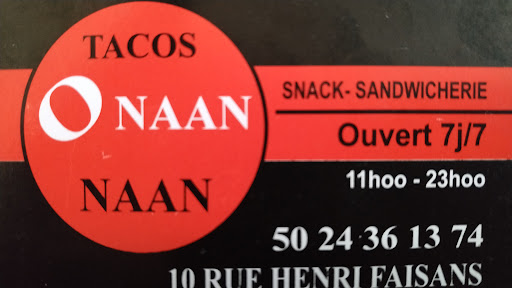 TACOS
O NAAN
NAAN
SNACK- SANDWICHERIE
Ouvert 7j/7
11hoo - 23hoo
50 24 36 13 74
10 RUE HENRI FAISANS